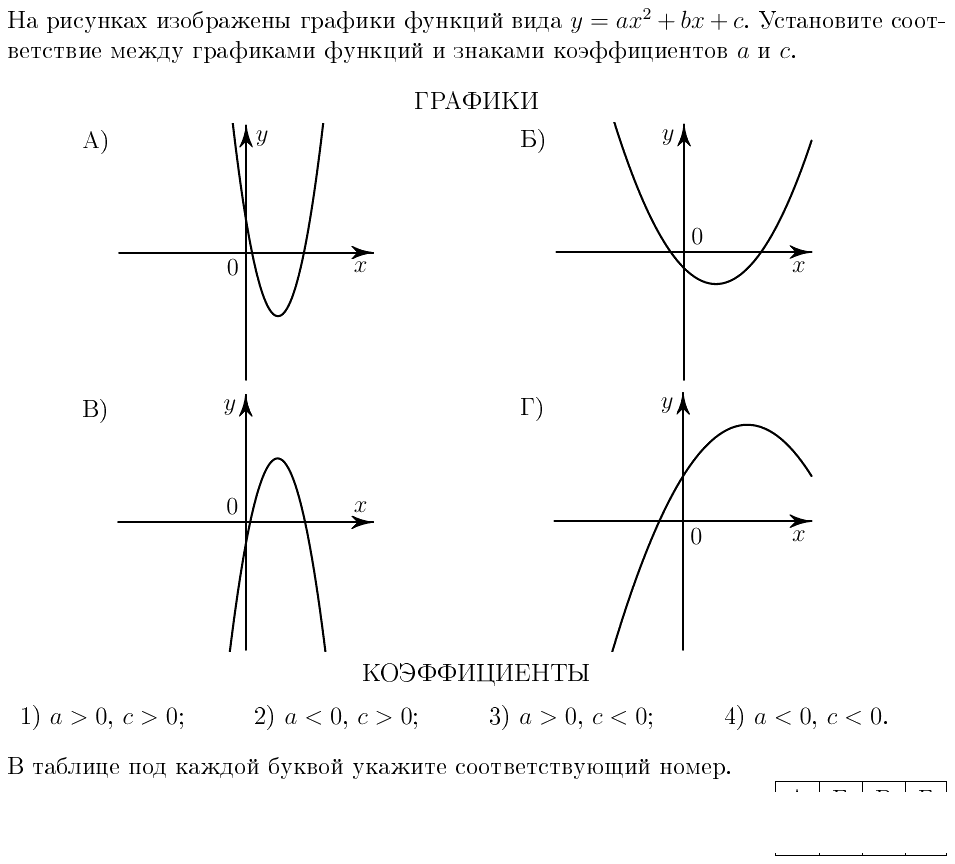 На рисунках изображены графики функций вида y = ax² + bx + c. Установите соот-
ветствие между графиками функций и знаками коэффициентов a и c.
ГРАФИКИ
А)
y
0
x
Б)
y
0
x
В)
y
0
x
Г)
y
0
x
КОЭФФИЦИЕНТЫ
1) a > 0, c > 0; 2) a < 0, c > 0; 3) a > 0, c < 0; 4) a < 0, c < 0.
В таблице под каждой буквой укажите соответствующий номер.